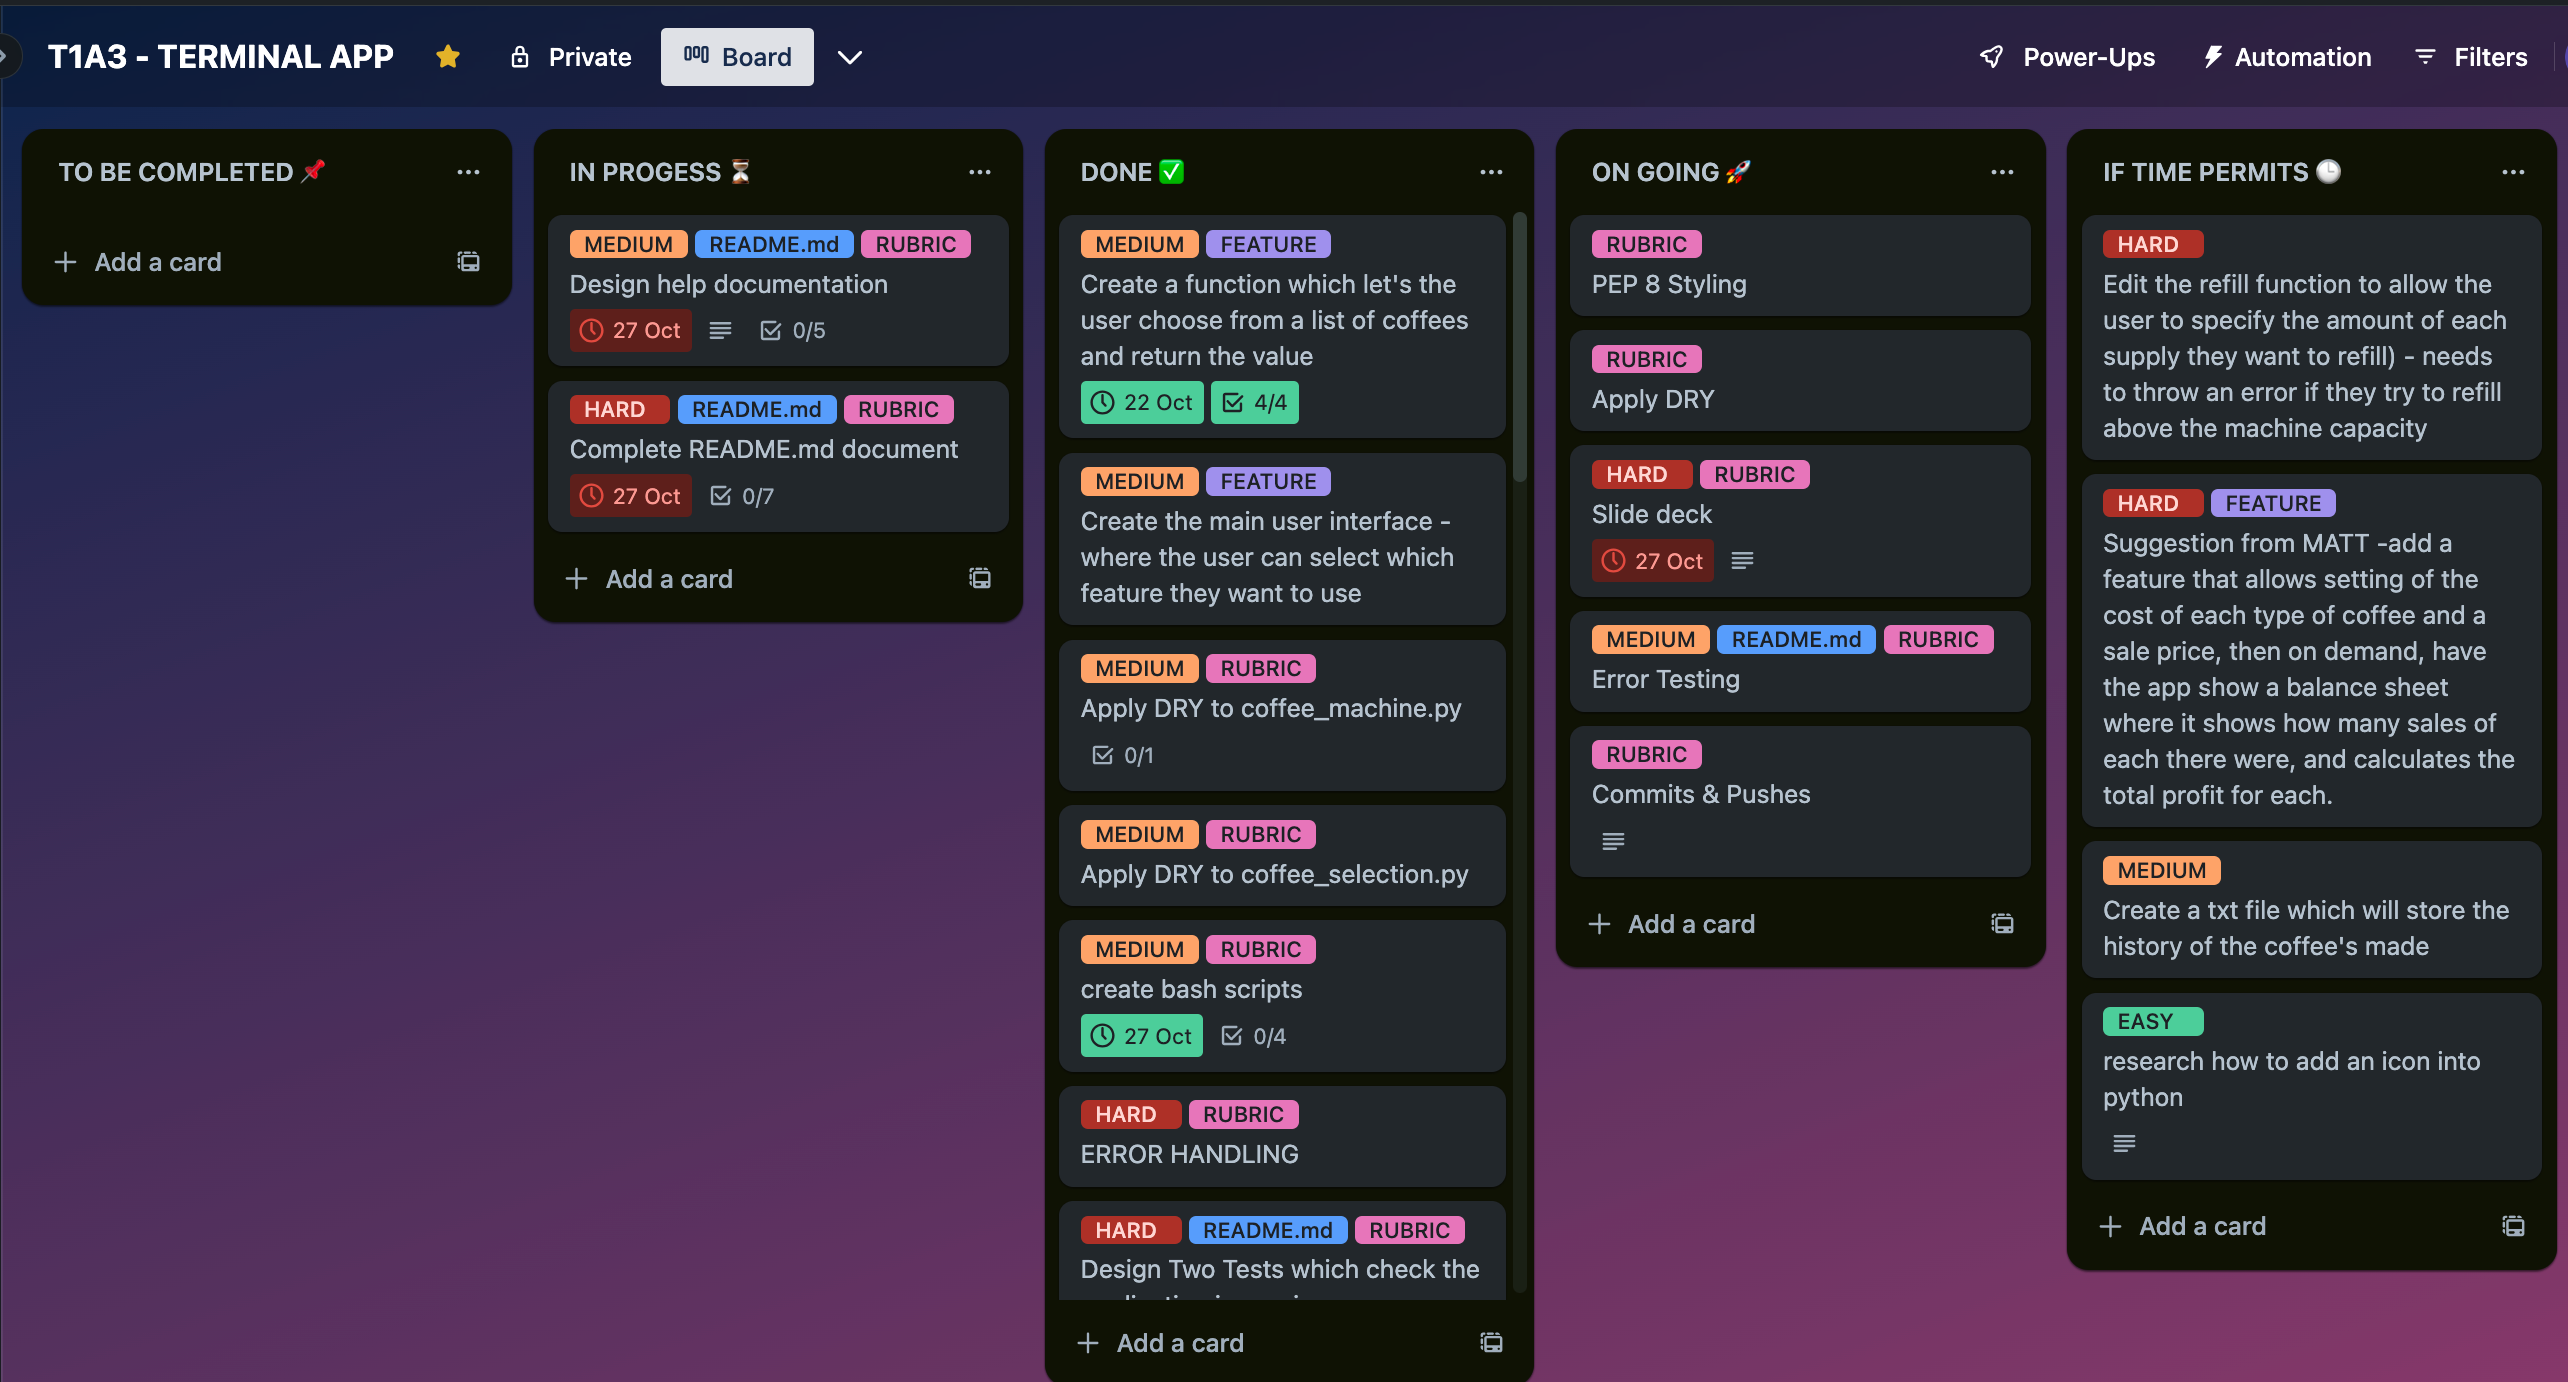 T1A3 - TERMINAL APP
Private
Board
Power-Ups
Automation
Filters
TO BE COMPLETED 📌
Add a card
IN PROGESS ⏳
MEDIUM README.md RUBRIC
Design help documentation
27 Oct 0/5
HARD README.md RUBRIC
Complete README.md document
27 Oct 0/7
Add a card
DONE ✅
MEDIUM FEATURE
Create a function which let's the
user choose from a list of coffees
and return the value
22 Oct 4/4
MEDIUM FEATURE
Create the main user interface -
where the user can select which
feature they want to use
MEDIUM RUBRIC
Apply DRY to coffee_machine.py
0/1
MEDIUM RUBRIC
Apply DRY to coffee_selection.py
MEDIUM RUBRIC
create bash scripts
27 Oct 0/4
HARD RUBRIC
ERROR HANDLING
HARD README.md RUBRIC
Design Two Tests which check the
Add a card
ON GOING 🚀
RUBRIC
PEP 8 Styling
RUBRIC
Apply DRY
HARD RUBRIC
Slide deck
27 Oct
MEDIUM README.md RUBRIC
Error Testing
RUBRIC
Commits & Pushes
Add a card
IF TIME PERMITS 🕒
HARD
Edit the refill function to allow the
user to specify the amount of each
supply they want to refill) - needs
to throw an error if they try to refill
above the machine capacity
HARD FEATURE
Suggestion from MATT -add a
feature that allows setting of the
cost of each type of coffee and a
sale price, then on demand, have
the app show a balance sheet
where it shows how many sales of
each there were, and calculates the
total profit for each.
MEDIUM
Create a txt file which will store the
history of the coffee's made
EASY
research how to add an icon into
python
Add a card